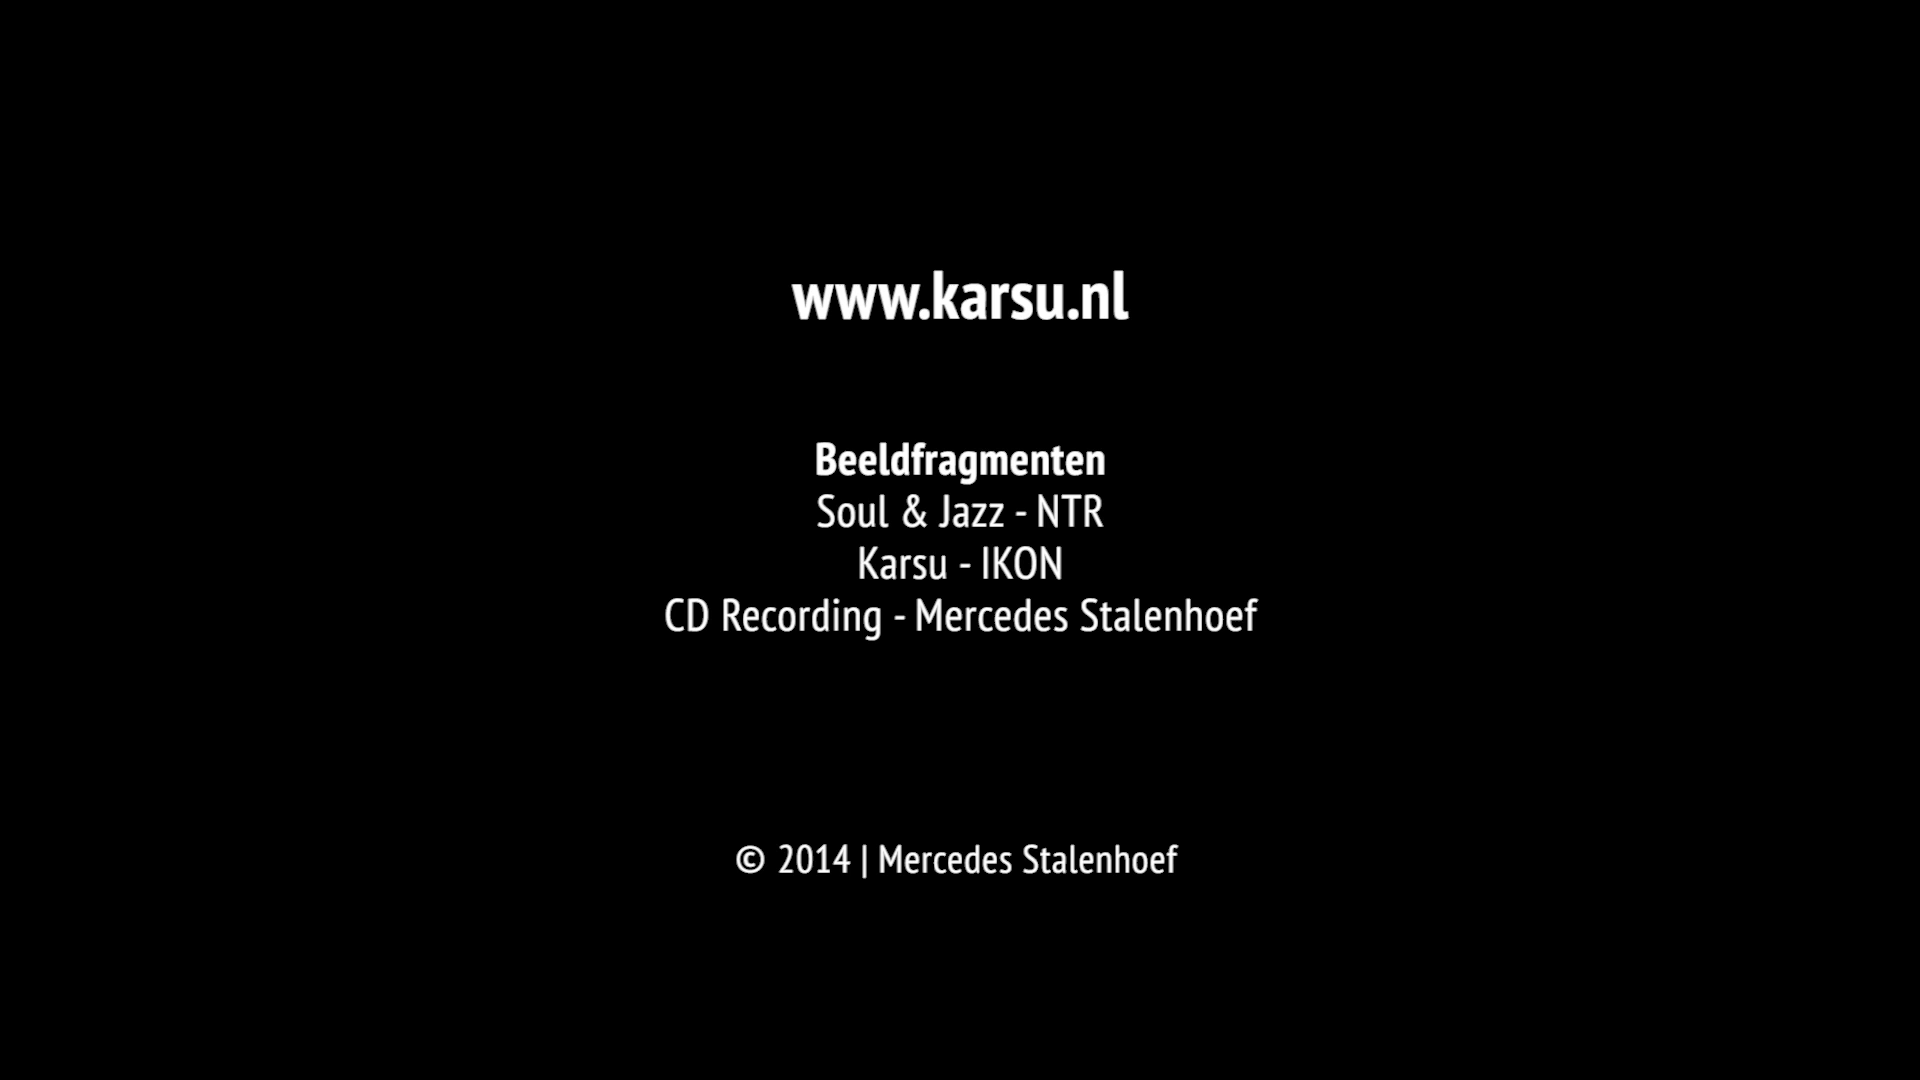 www.karsu.nl
Beeldfragmenten
Soul & Jazz - NTR
Karsu - IKON
CD Recording - Mercedes Stalenhoef
© 2014 | Mercedes Stalenhoef